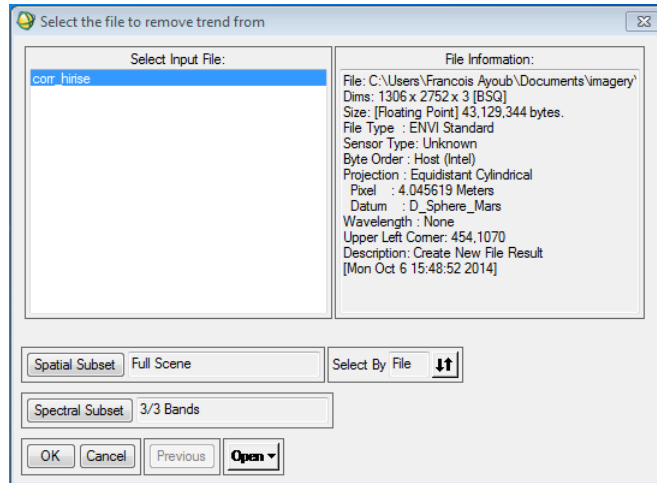 Select the file to remove trend from
Select Input File:
corr_hirise
File Information:
File: C:\Users\Francois Ayoub\Documents\imagery\
Dims: 1306 x 2752 x 3 [BSQ]
Size: [Floating Point] 43,129,344 bytes.
File Type : ENVI Standard
Sensor Type: Unknown
Byte Order : Host (Intel)
Projection : Equidistant Cylindrical
Pixel : 4.045619 Meters
Datum : D_Sphere_Mars
Wavelength : None
Upper Left Corner: 454,1070
Description: Create New File Result
[Mon Oct 6 15:48:52 2014]
Spatial Subset Full Scene Select By File
Spectral Subset 3/3 Bands
OK Cancel Previous Open